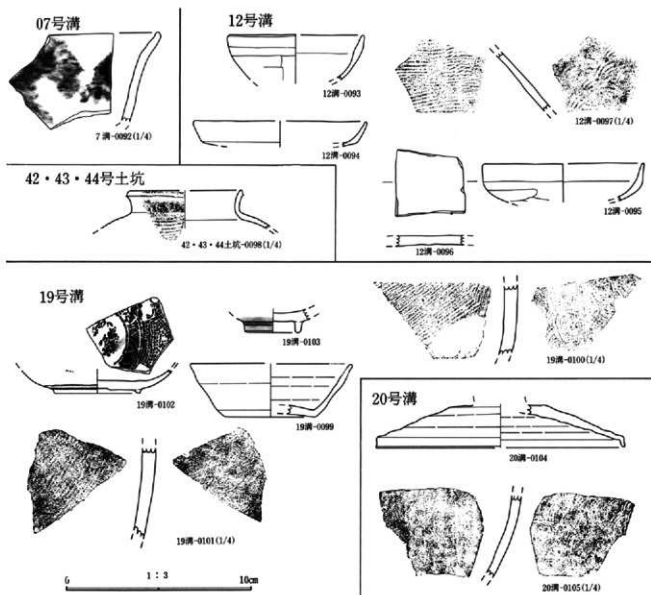 07号溝
7溝-0092(1/4)
12号溝
12溝-0093
12溝-0094
12溝-0097(1/4)
12溝-0096
12溝-0095
42・43・44号土坑
42・43・44土坑-0098(1/4)
19号溝
19溝-0102
19溝-0103
19溝-0099
19溝-0100(1/4)
19溝-0101(1/4)
20号溝
20溝-0104
20溝-0105(1/4)
0 1:3 10cm